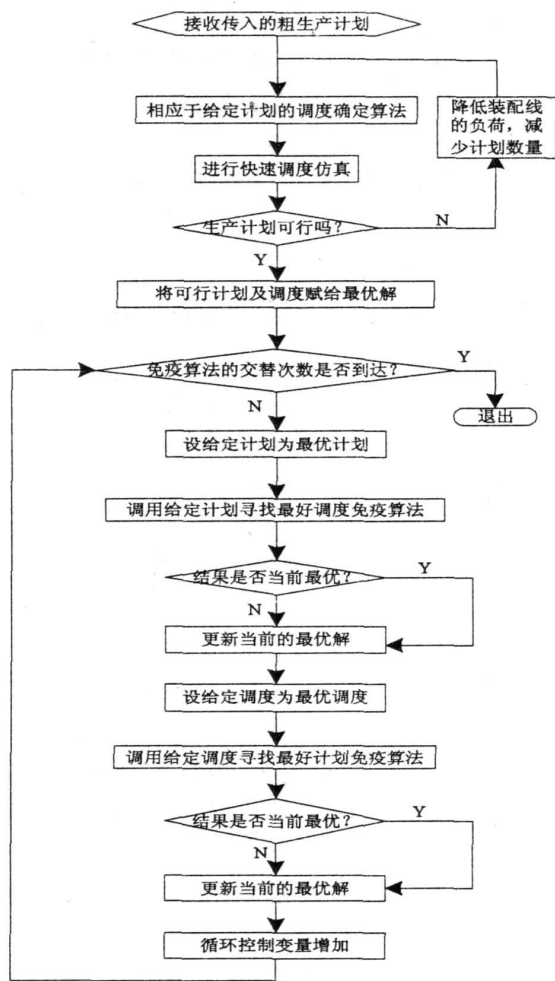 接收传入的粗生产计划
相应于给定计划的调度确定算法
降低装配线
的负荷，减
少计划数量
进行快速调度仿真
生产计划可行吗？
N
Y
将可行计划及调度赋给最优解
免疫算法的交替次数是否到达？
Y
N
退出
设给定计划为最优计划
调用给定计划寻找最好调度免疫算法
结果是否当前最优？
Y
N
更新当前的最优解
设给定调度为最优调度
调用给定调度寻找最好计划免疫算法
结果是否当前最优？
Y
N
更新当前的最优解
循环控制变量增加